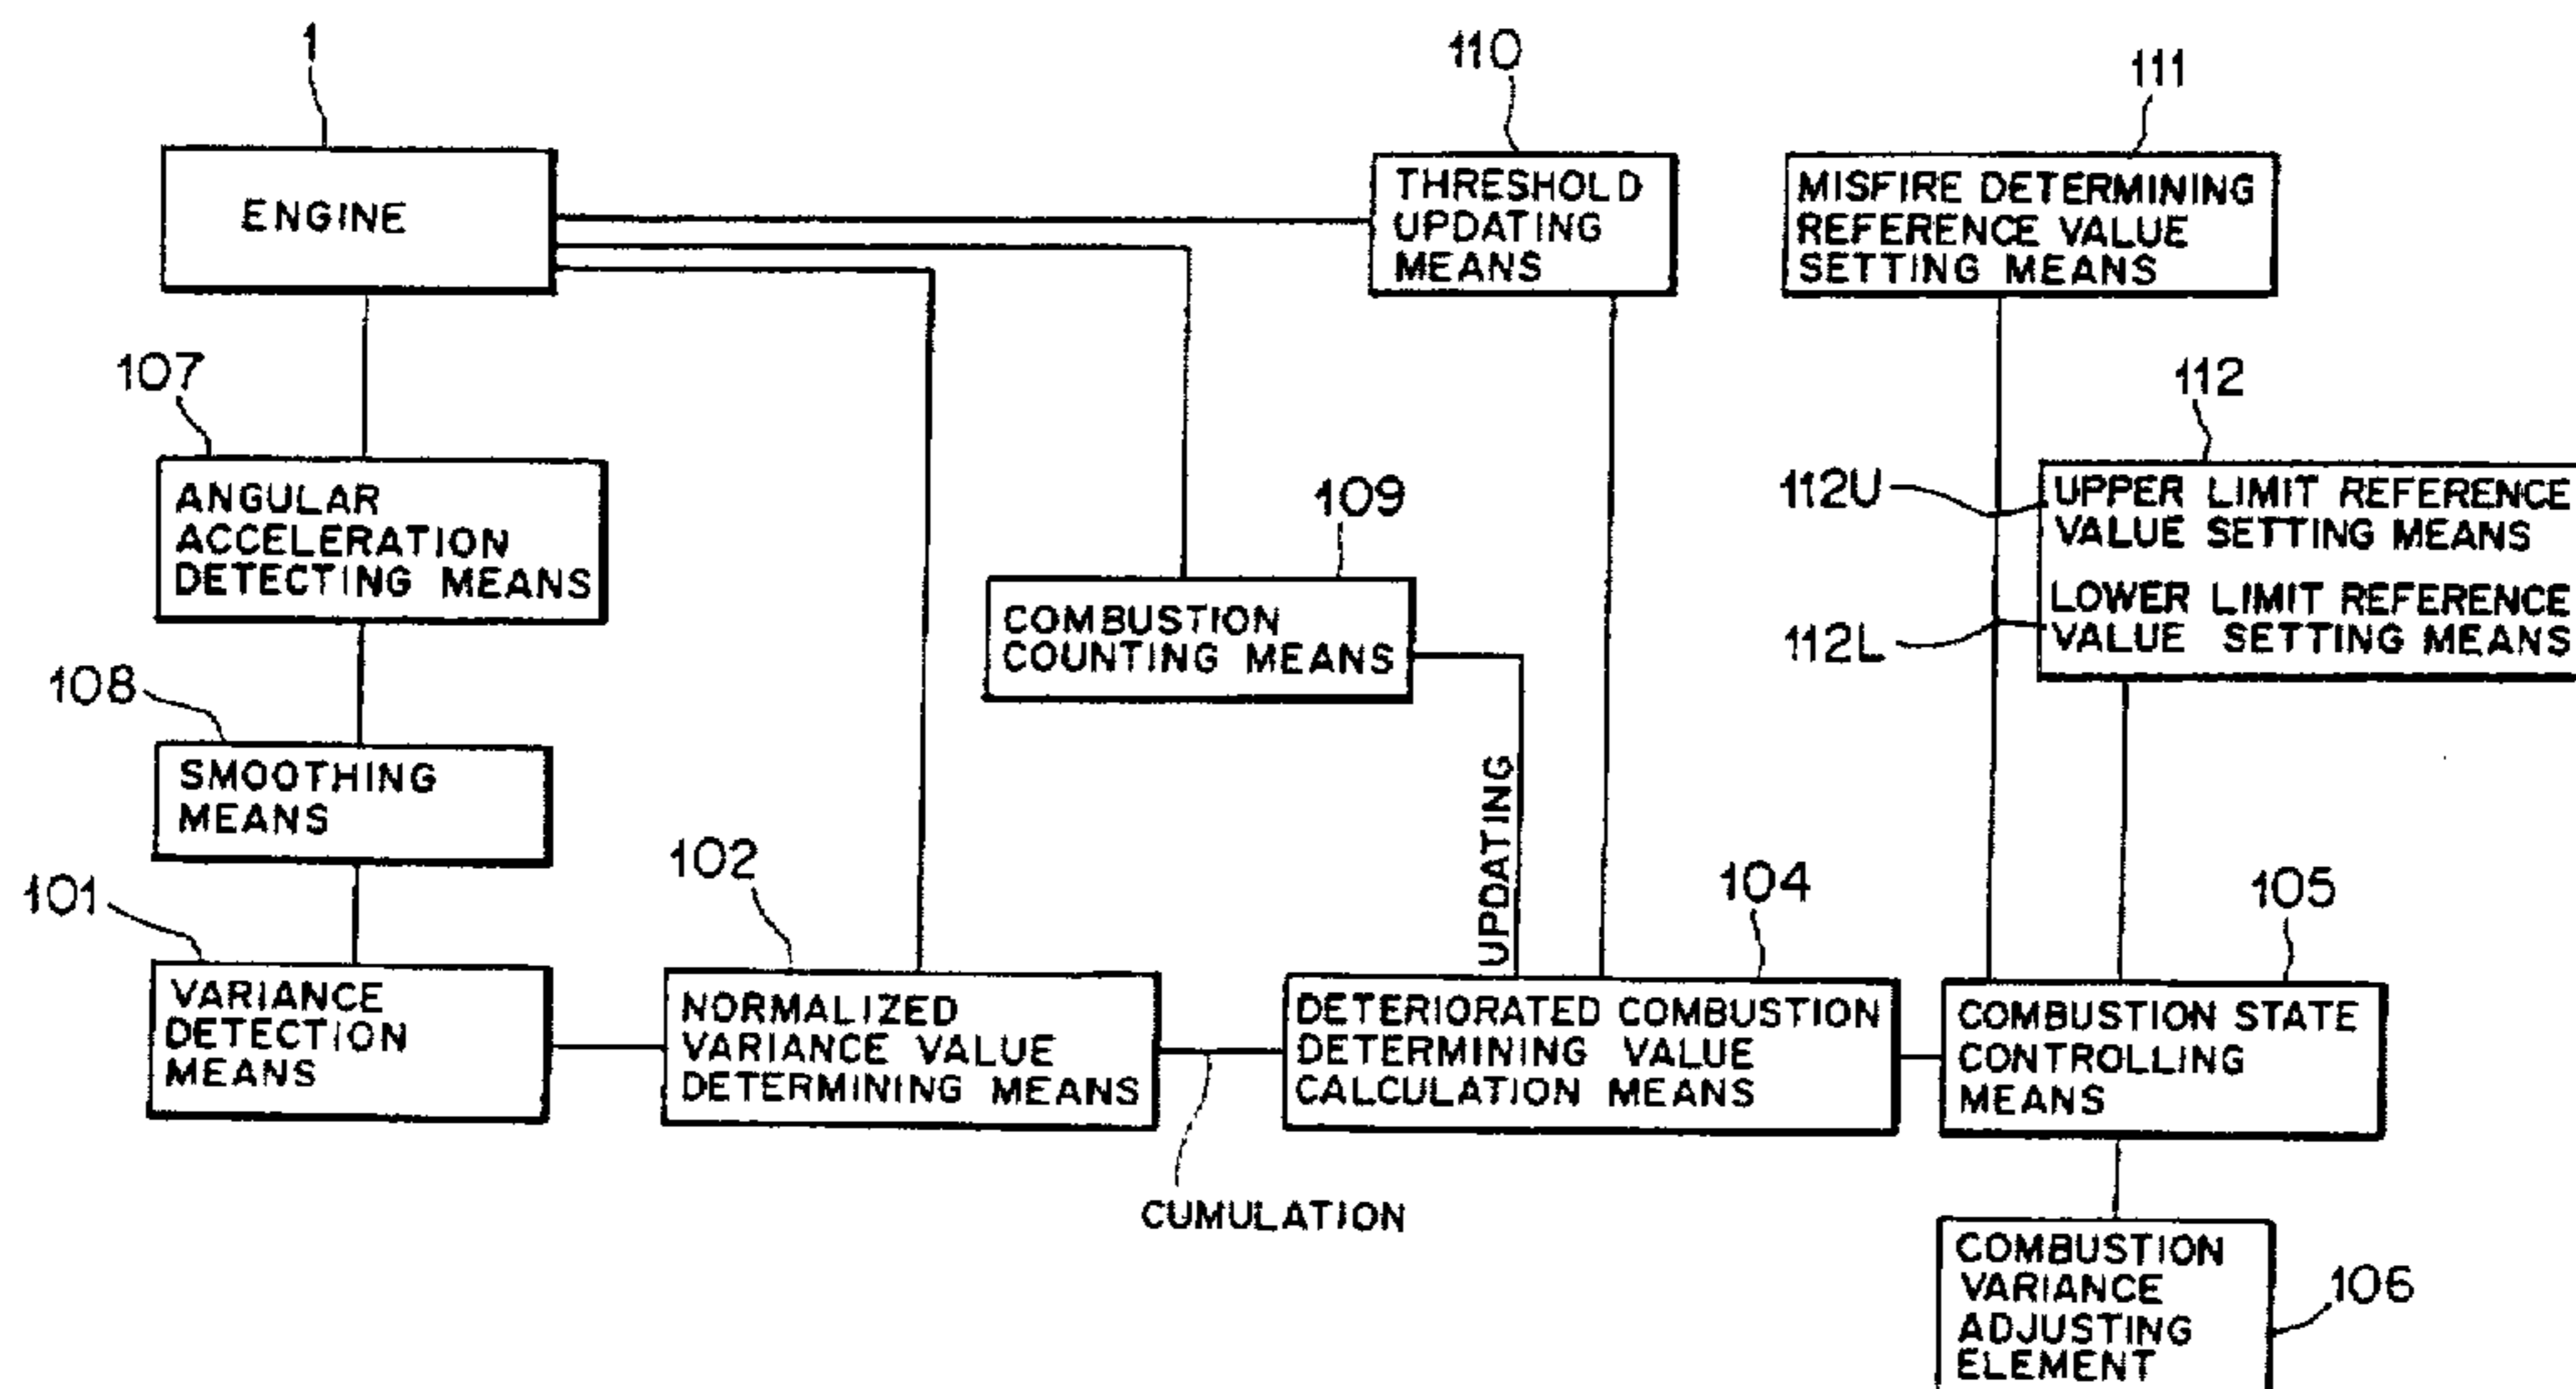 1
110
111
ENGINE
THRESHOLD
UPDATING
MEANS
MISFIRE DETERMINING
REFERENCE VALUE
SETTING MEANS
107
112
ANGULAR
ACCELERATION
DETECTING MEANS
109
112U
UPPER LIMIT REFERENCE
VALUE SETTING MEANS
112L
LOWER LIMIT REFERENCE
VALUE SETTING MEANS
COMBUSTION
COUNTING MEANS
108
SMOOTHING
MEANS
UPDATING
101
102
104
105
VARIANCE
DETECTION
MEANS
NORMALIZED
VARIANCE VALUE
DETERMINING MEANS
DETERIORATED COMBUSTION
DETERMINING VALUE
CALCULATION MEANS
COMBUSTION STATE
CONTROLLING
MEANS
CUMULATION
COMBUSTION
VARIANCE
ADJUSTING
ELEMENT
106